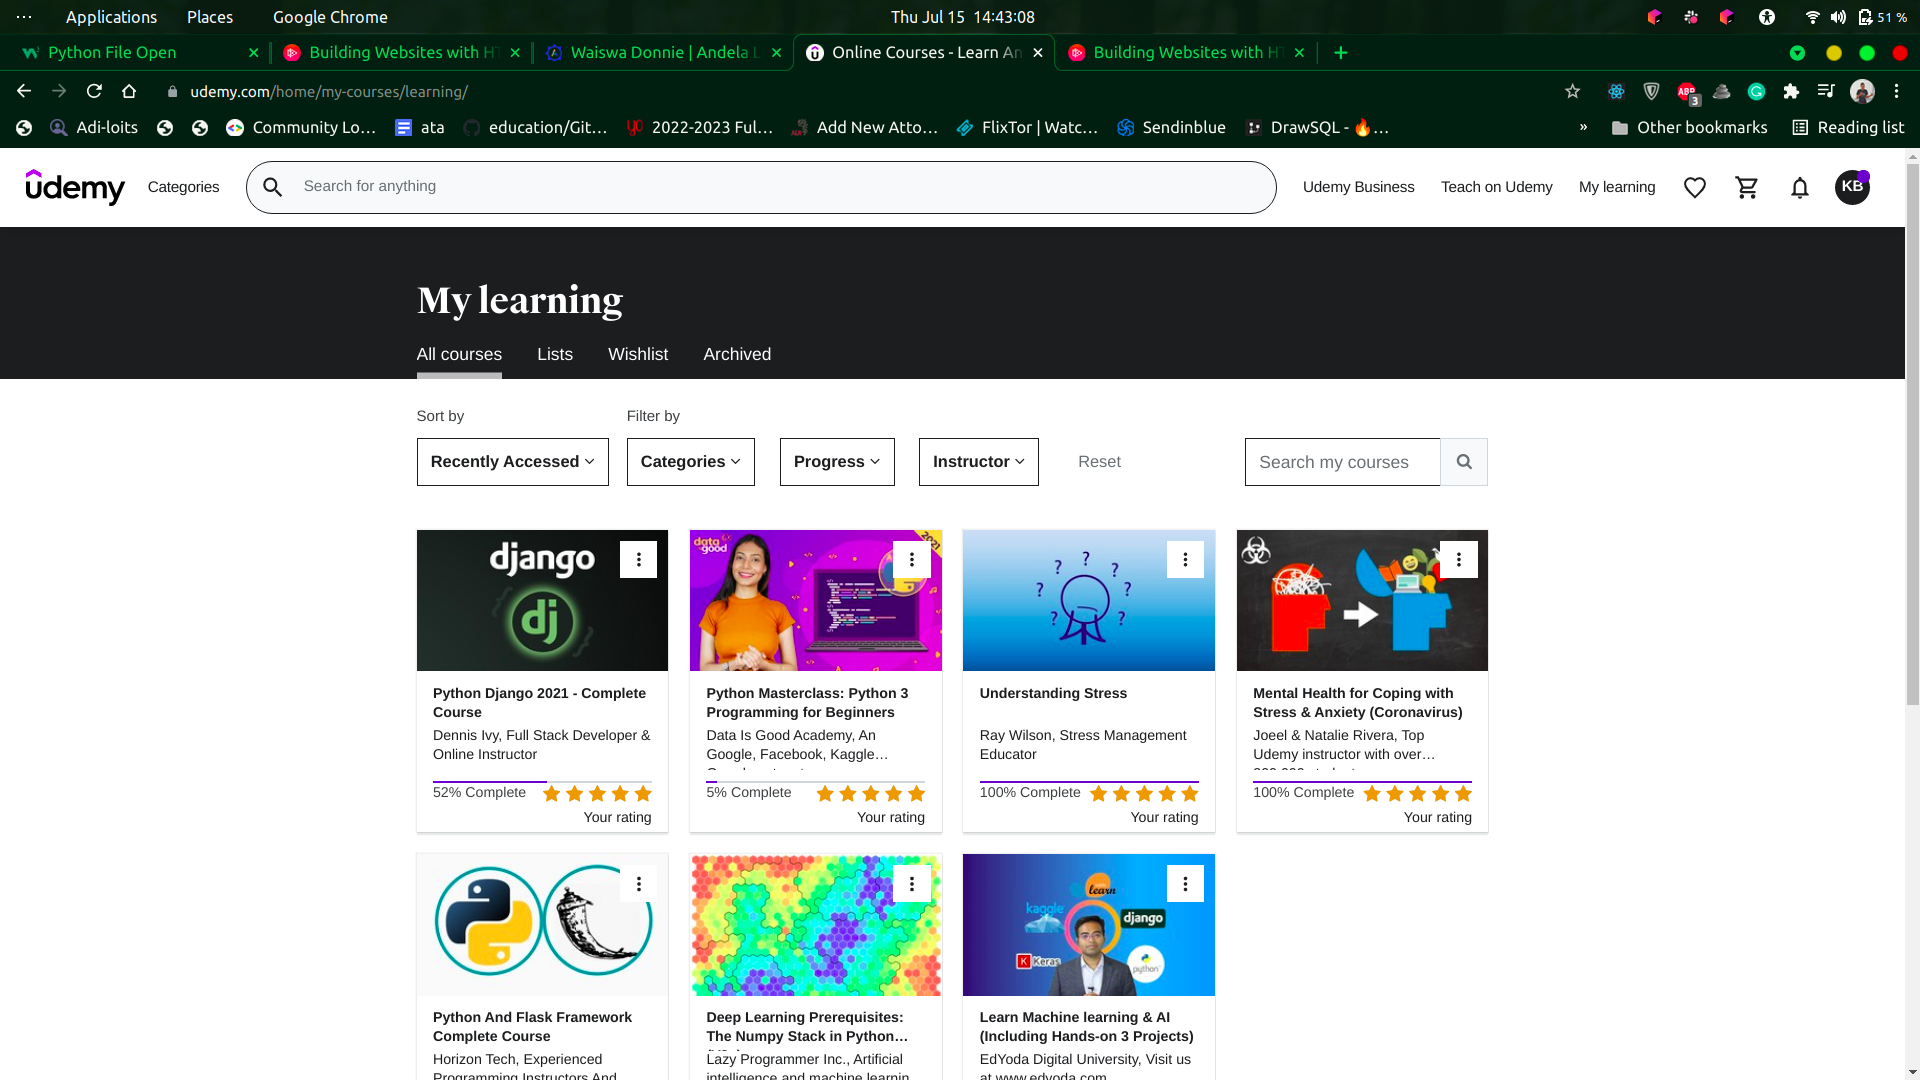 Applications Places Google Chrome Thu Jul 15 14:43:08 51 %
Python File Open Building Websites with HT Waiswa Donnie | Andela L Online Courses - Learn An Building Websites with HT
udemy.com/home/my-courses/learning/ ABP 3
Adi-loits Community Lo... ata education/Git... 2022-2023 Ful... Add New Atto... FlixTor | Watc... Sendinblue DrawSQL - 🔥... » Other bookmarks Reading list
udemy Categories Search for anything Udemy Business Teach on Udemy My learning KB
My learning
All courses Lists Wishlist Archived
Sort by Filter by
Recently Accessed Categories Progress Instructor Reset Search my courses
django
dj
data good
2021
Python Django 2021 - Complete
Course
Dennis Ivy, Full Stack Developer &
Online Instructor
52% Complete
Your rating
Python Masterclass: Python 3
Programming for Beginners
Data Is Good Academy, An
Google, Facebook, Kaggle…
5% Complete
Your rating
? ? ? ? ? ? ?
Understanding Stress
Ray Wilson, Stress Management
Educator
100% Complete
Your rating
Mental Health for Coping with
Stress & Anxiety (Coronavirus)
Joeel & Natalie Rivera, Top
Udemy instructor with over…
100% Complete
Your rating
Python And Flask Framework
Complete Course
Horizon Tech, Experienced
Programming Instructors And
Deep Learning Prerequisites:
The Numpy Stack in Python…
Lazy Programmer Inc., Artificial
intelligence and machine learnin
learn
kaggle
django
K Keras
python
Learn Machine learning & AI
(Including Hands-on 3 Projects)
EdYoda Digital University, Visit us
at www.edyoda.com